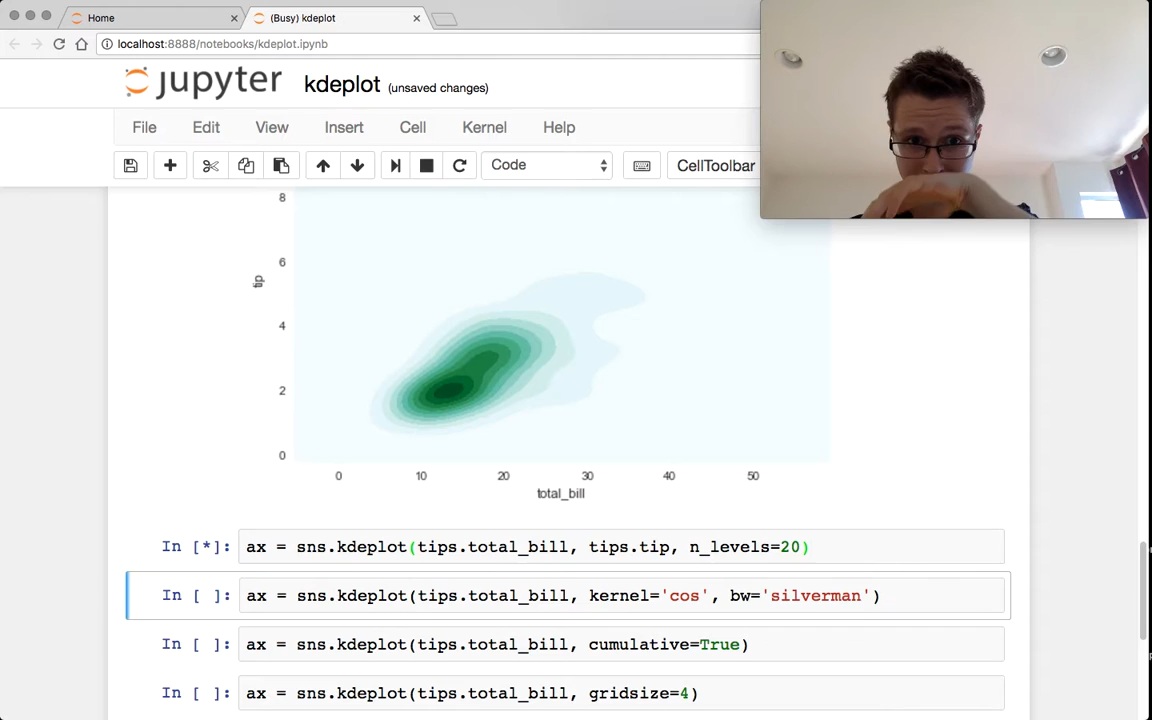 Home
(Busy) kdeplot
localhost:8888/notebooks/kdeplot.ipynb
jupyter kdeplot (unsaved changes)
File Edit View Insert Cell Kernel Help
Code CellToolbar
8
6
tip
4
2
0
0 10 20 30 40 50
total_bill
In [*]: ax = sns.kdeplot(tips.total_bill, tips.tip, n_levels=20)
In [ ]: ax = sns.kdeplot(tips.total_bill, kernel='cos', bw='silverman')
In [ ]: ax = sns.kdeplot(tips.total_bill, cumulative=True)
In [ ]: ax = sns.kdeplot(tips.total_bill, gridsize=4)